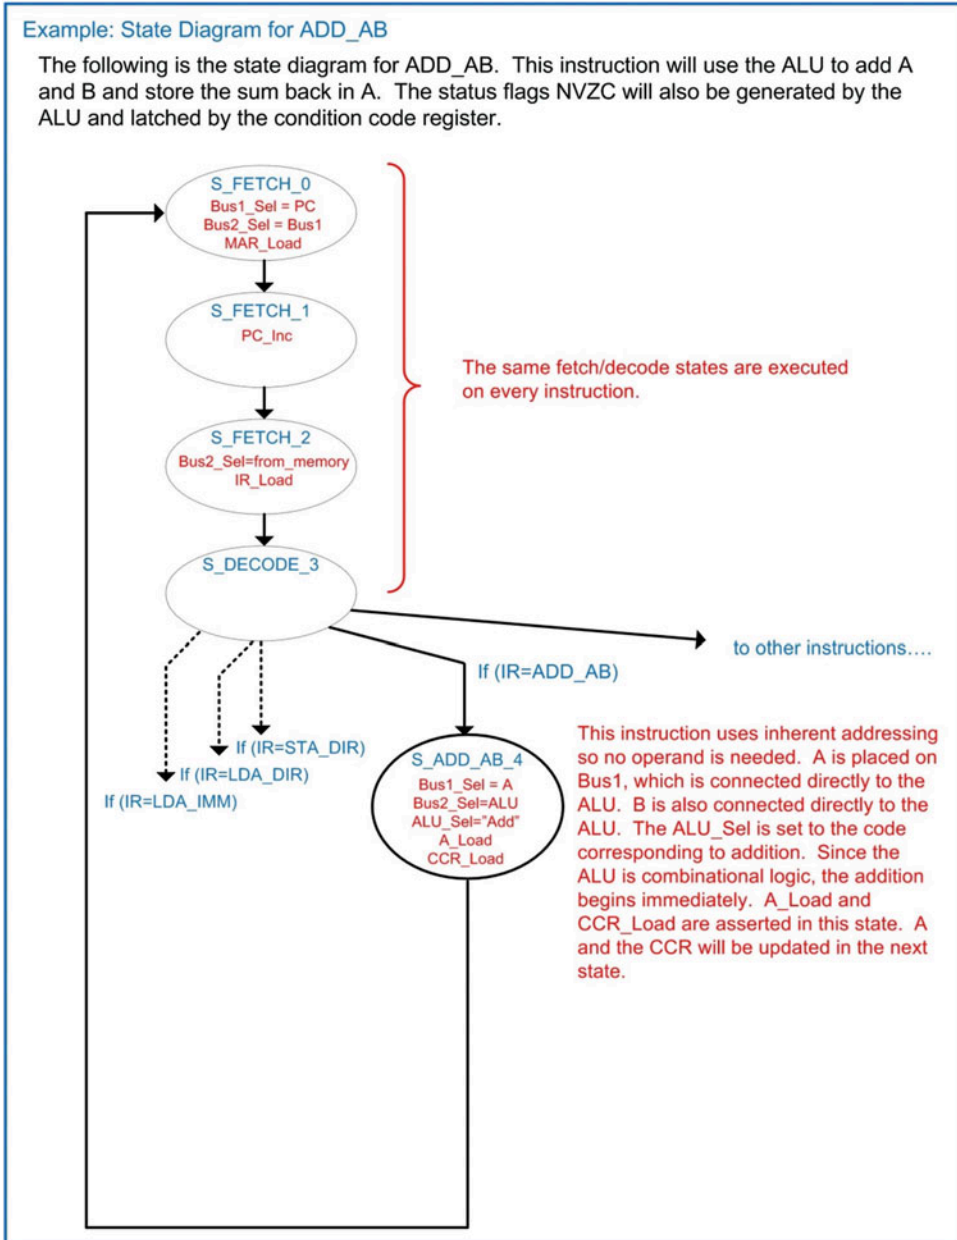 Example: State Diagram for ADD_AB
The following is the state diagram for ADD_AB. This instruction will use the ALU to add A
and B and store the sum back in A. The status flags NVZC will also be generated by the
ALU and latched by the condition code register.
S_FETCH_0
Bus1_Sel = PC
Bus2_Sel = Bus1
MAR_Load
S_FETCH_1
PC_Inc
The same fetch/decode states are executed
on every instruction.
S_FETCH_2
Bus2_Sel=from_memory
IR_Load
S_DECODE_3
to other instructions....
If (IR=ADD_AB)
If (IR=STA_DIR)
If (IR=LDA_DIR)
If (IR=LDA_IMM)
S_ADD_AB_4
Bus1_Sel = A
Bus2_Sel=ALU
ALU_Sel="Add"
A_Load
CCR_Load
This instruction uses inherent addressing
so no operand is needed. A is placed on
Bus1, which is connected directly to the
ALU. B is also connected directly to the
ALU. The ALU_Sel is set to the code
corresponding to addition. Since the
ALU is combinational logic, the addition
begins immediately. A_Load and
CCR_Load are asserted in this state. A
and the CCR will be updated in the next
state.